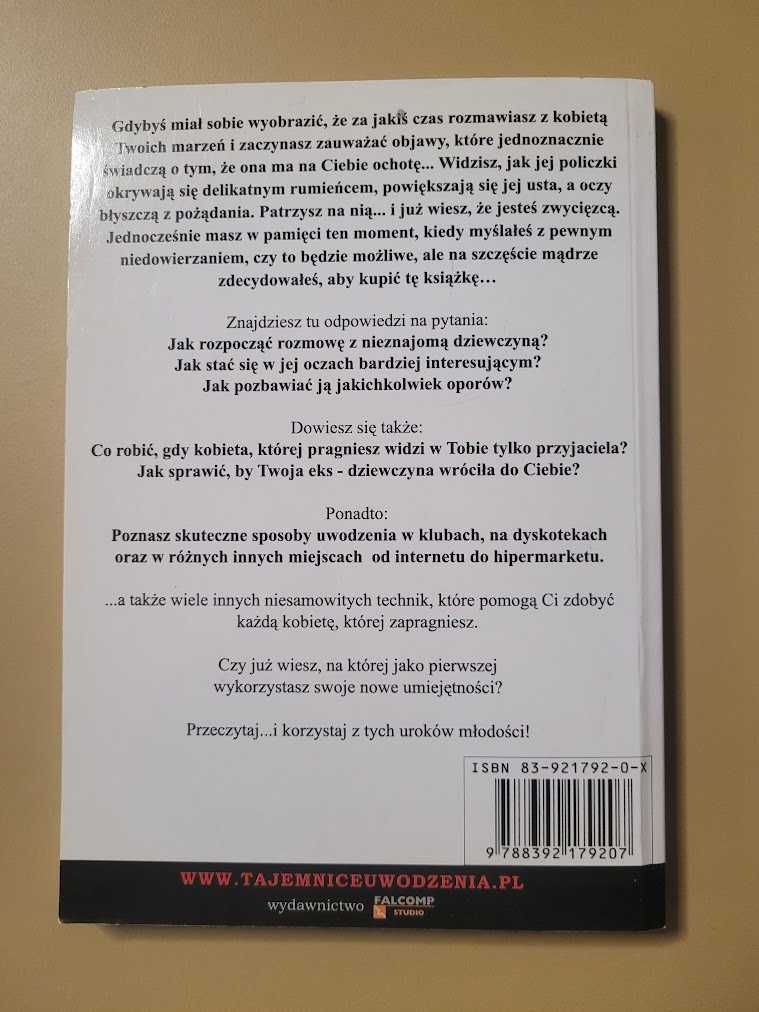 Gdybyś miał sobie wyobrazić, że za jakiś czas rozmawiasz z kobietą
Twoich marzeń i zaczynasz zauważać objawy, które jednoznacznie
świadczą o tym, że ona ma na Ciebie ochotę... Widzisz, jak jej policzki
okrywają się delikatnym rumieńcem, powiększają się jej usta, a oczy
błyszczą z pożądania. Patrzysz na nią... i już wiesz, że jesteś zwycięzcą.
Jednocześnie masz w pamięci ten moment, kiedy myślałeś z pewnym
niedowierzaniem, czy to będzie możliwe, ale na szczęście mądrze
zdecydowałeś, aby kupić tę książkę…
Znajdziesz tu odpowiedzi na pytania:
Jak rozpocząć rozmowę z nieznajomą dziewczyną?
Jak stać się w jej oczach bardziej interesującym?
Jak pozbawiać ją jakichkolwiek oporów?
Dowiesz się także:
Co robić, gdy kobieta, której pragniesz widzi w Tobie tylko przyjaciela?
Jak sprawić, by Twoja eks - dziewczyna wróciła do Ciebie?
Ponadto:
Poznasz skuteczne sposoby uwodzenia w klubach, na dyskotekach
oraz w różnych innych miejscach od internetu do hipermarketu.
...a także wiele innych niesamowitych technik, które pomogą Ci zdobyć
każdą kobietę, której zapragniesz.
Czy już wiesz, na której jako pierwszej
wykorzystasz swoje nowe umiejętności?
Przeczytaj...i korzystaj z tych uroków młodości!
ISBN 83-921792-0-X
9 788392 179207
WWW.TAJEMNICEUWODZENIA.PL
wydawnictwo FALCOMP
STUDIO